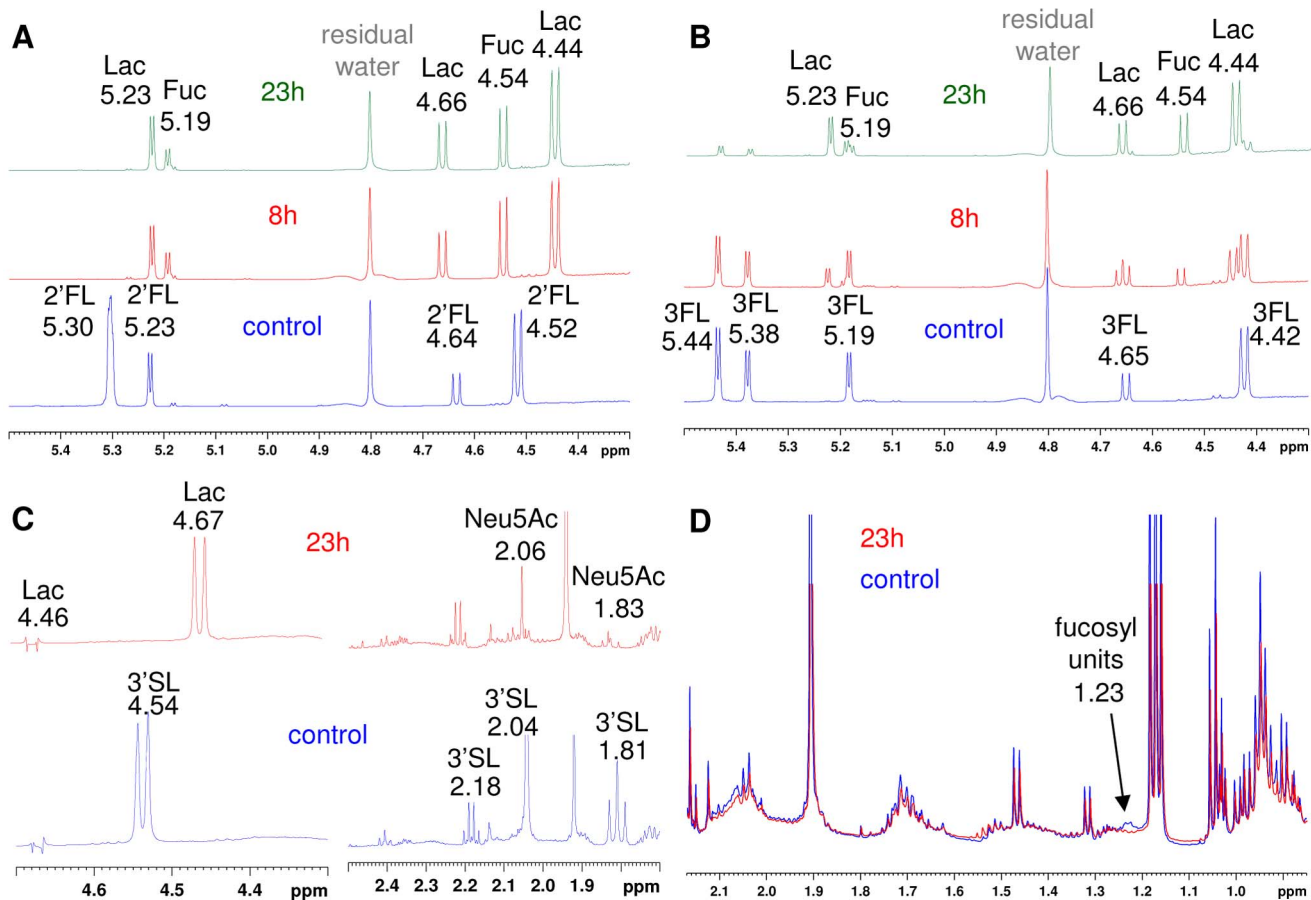 A
Lac
5.23
Fuc
5.19
23h
residual
water
Lac
4.66
Fuc
4.54
Lac
4.44
8h
2'FL
5.30
2'FL
5.23
control
2'FL
4.64
2'FL
4.52
5.4 5.3 5.2 5.1 5.0 4.9 4.8 4.7 4.6 4.5 4.4 ppm
B
Lac
5.23
Fuc
5.19
residual
water
23h
Lac
4.66
Fuc
4.54
Lac
4.44
8h
3FL
5.44
3FL
5.38
3FL
5.19
control
3FL
4.65
3FL
4.42
5.4 5.3 5.2 5.1 5.0 4.9 4.8 4.7 4.6 4.5 4.4 ppm
C
Lac
4.46
Lac
4.67
23h
Neu5Ac
2.06
Neu5Ac
1.83
3'SL
4.54
control
3'SL
2.18
3'SL
2.04
3'SL
1.81
4.6 4.5 4.4 ppm
2.4 2.3 2.2 2.1 2.0 1.9 ppm
D
23h
control
fucosyl
units
1.23
2.1 2.0 1.9 1.8 1.7 1.6 1.5 1.4 1.3 1.2 1.1 1.0 ppm